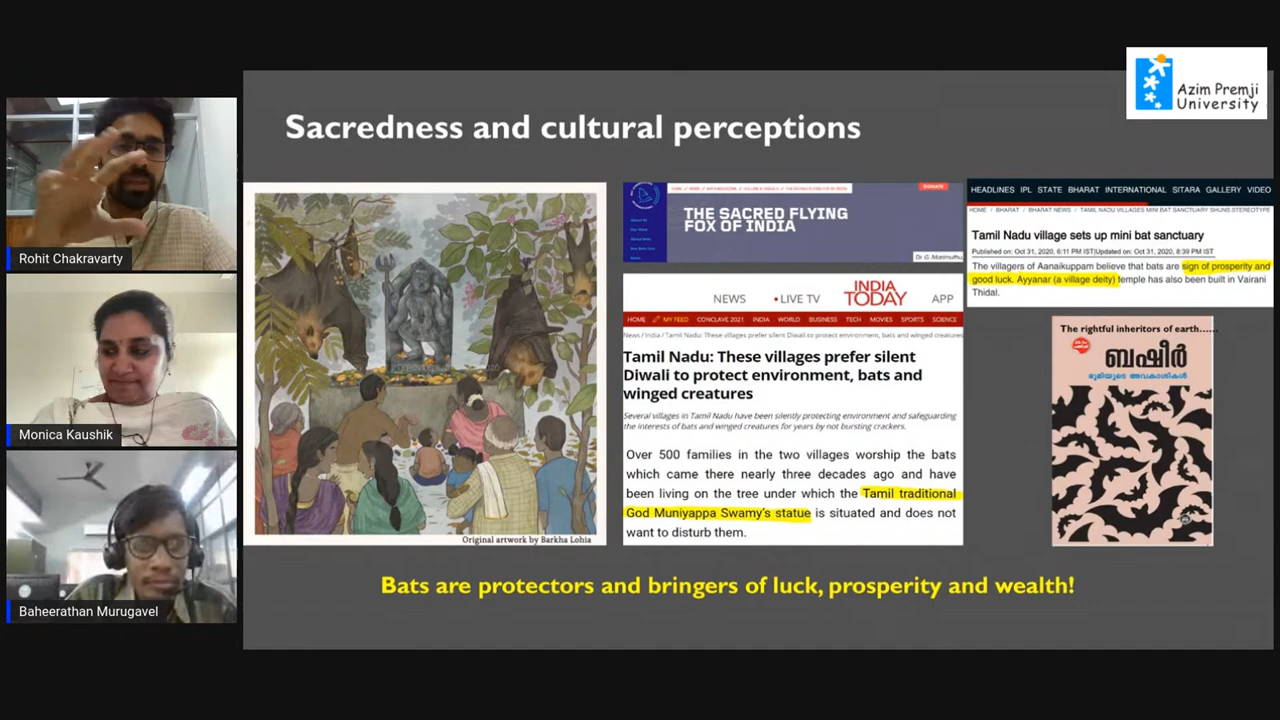 Azim Premji
University
Sacredness and cultural perceptions
Rohit Chakravarty
Monica Kaushik
Baheerathan Murugavel
Original artwork by Barkha Lohia
DONATE
THE SACRED FLYING
FOX OF INDIA
Dr. G. Marimuthu
NEWS
• LIVE TV
INDIA
TODAY
APP
HOME MY FEED CONCLAVE 2021 INDIA WORLD BUSINESS TECH MOVIES SPORTS SCIENCE
News / India / Tamil Nadu: These villages prefer silent Diwali to protect environment, bats and winged creatures
Tamil Nadu: These villages prefer silent
Diwali to protect environment, bats and
winged creatures
Several villages in Tamil Nadu have been silently protecting environment and safeguarding
the interests of bats and winged creatures for years by not bursting crackers.
Over 500 families in the two villages worship the bats
which came there nearly three decades ago and have
been living on the tree under which the Tamil traditional
God Muniyappa Swamy's statue is situated and does not
want to disturb them.
HEADLINES IPL STATE BHARAT INTERNATIONAL SITARA GALLERY VIDEO
HOME / BHARAT / BHARAT NEWS / TAMIL NADU VILLAGES MINI BAT SANCTUARY SHUNS STEREOTYPE
Tamil Nadu village sets up mini bat sanctuary
Published on: Oct 31, 2020, 6:11 PM IST|Updated on: Oct 31, 2020, 8:39 PM IST
The villagers of Aanaikuppam believe that bats are sign of prosperity and
good luck. Ayyanar (a village deity) temple has also been built in Vairani
Thidal.
The rightful inheritors of earth......
ബഷീർ
ഭൂമിയുടെ അവകാശികൾ
Bats are protectors and bringers of luck, prosperity and wealth!